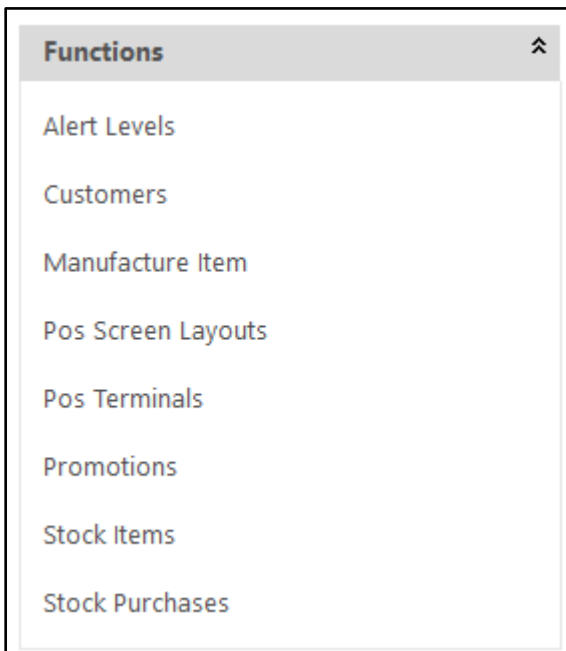 Functions
Alert Levels
Customers
Manufacture Item
Pos Screen Layouts
Pos Terminals
Promotions
Stock Items
Stock Purchases